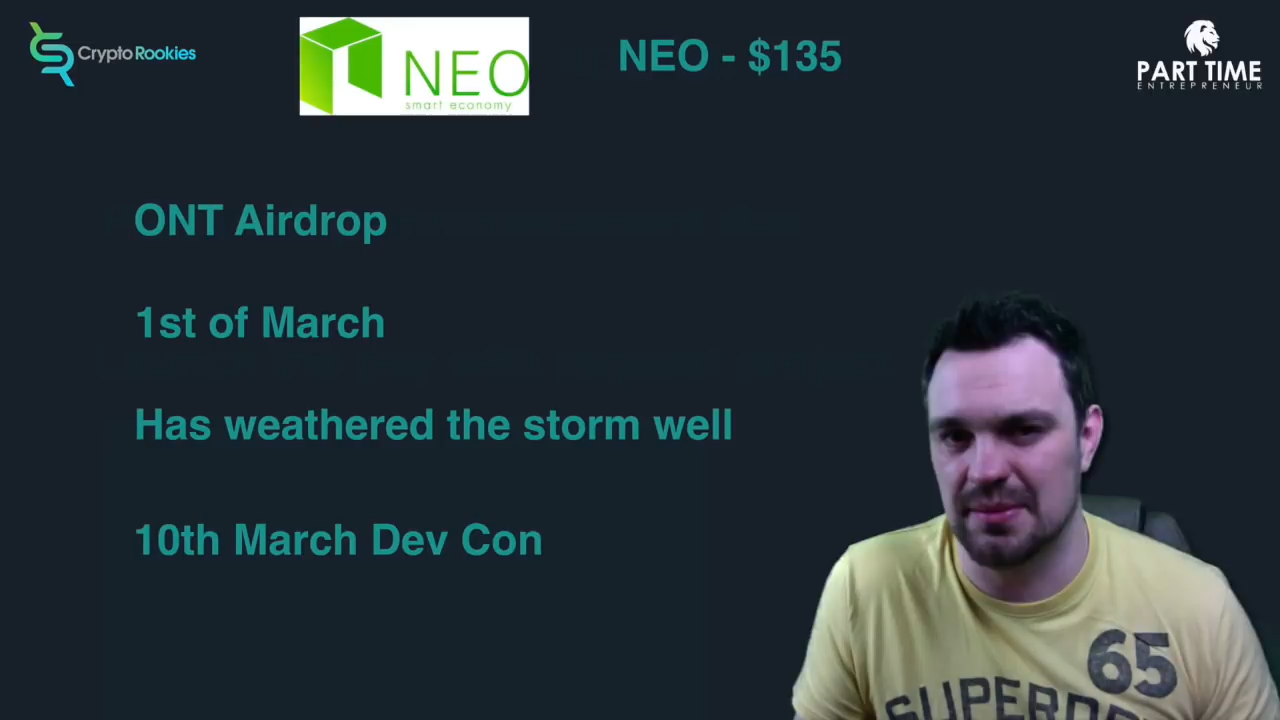 Crypto Rookies
NEO
smart economy
NEO - $135
PART TIME
ENTREPRENEUR
ONT Airdrop
1st of March
Has weathered the storm well
10th March Dev Con
65